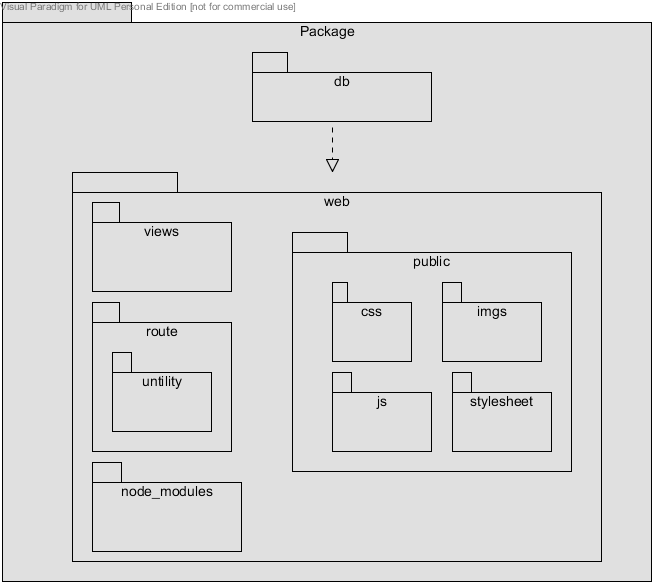 Visual Paradigm for UML Personal Edition [not for commercial use]
Package
db
web
views
public
css
imgs
route
untility
js
stylesheet
node_modules